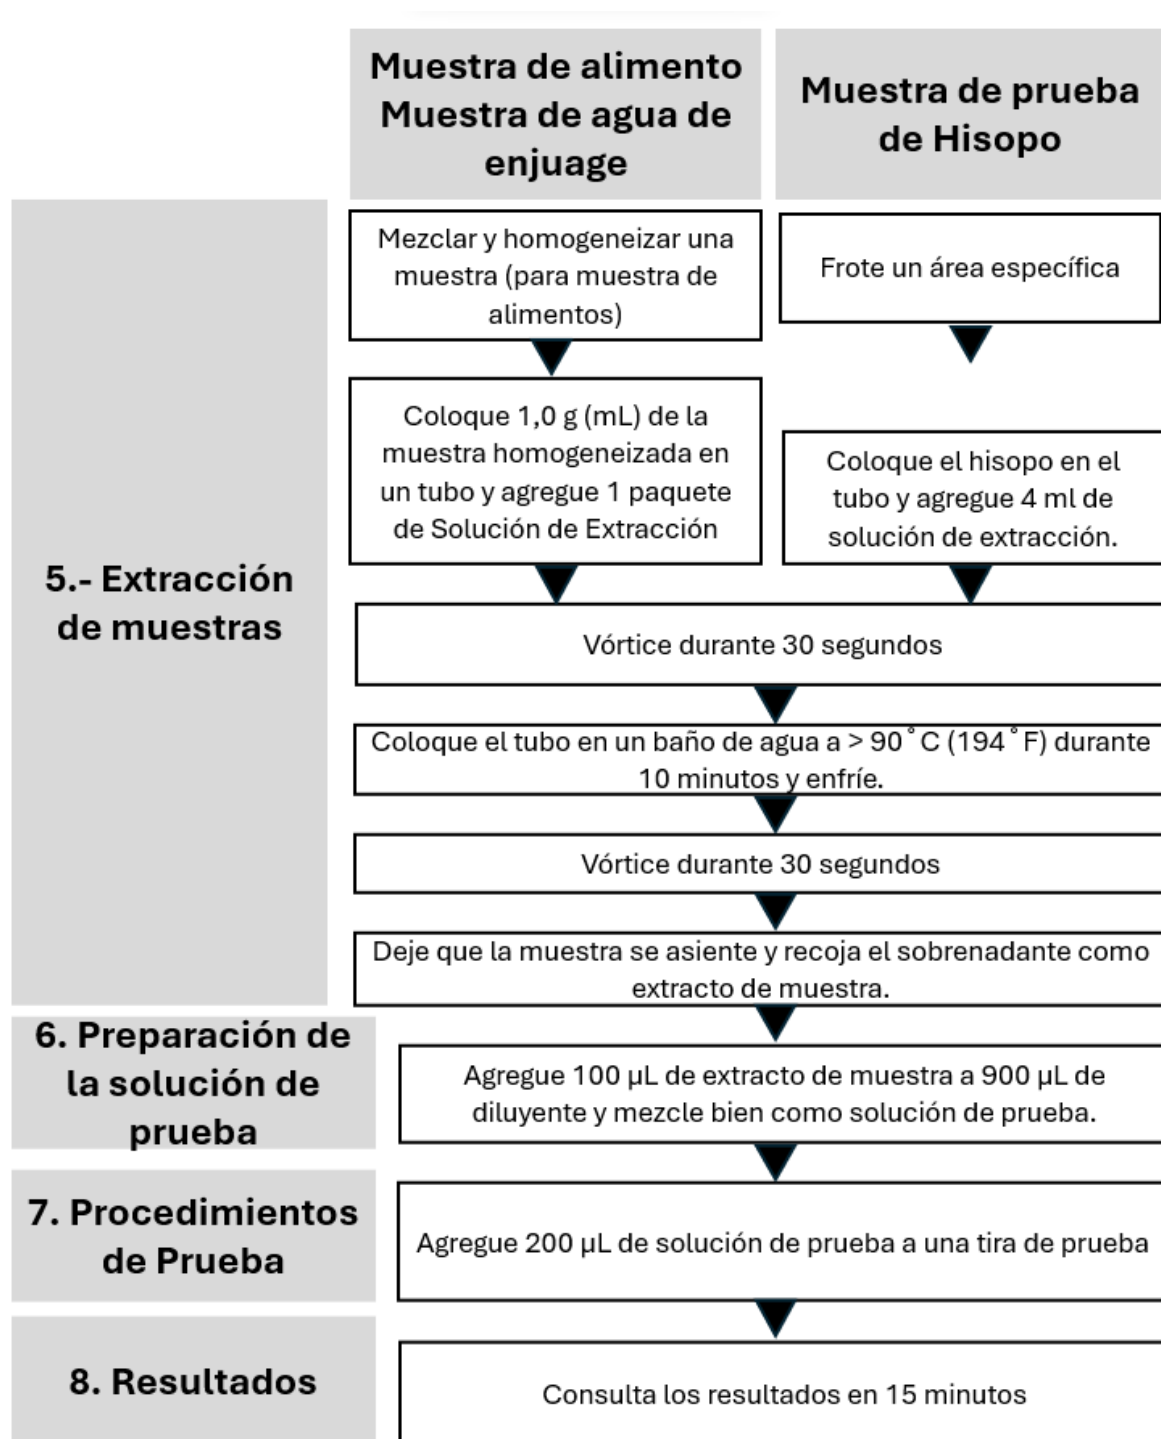 Muestra de alimento
Muestra de agua de
enjuage
Muestra de prueba
de Hisopo
5.- Extracción
de muestras
Mezclar y homogeneizar una
muestra (para muestra de
alimentos)
Frote un área específica
Coloque 1,0 g (mL) de la
muestra homogeneizada en
un tubo y agregue 1 paquete
de Solución de Extracción
Coloque el hisopo en el
tubo y agregue 4 ml de
solución de extracción.
Vórtice durante 30 segundos
Coloque el tubo en un baño de agua a > 90˚C (194˚F) durante
10 minutos y enfríe.
Vórtice durante 30 segundos
Deje que la muestra se asiente y recoja el sobrenadante como
extracto de muestra.
6. Preparación de
la solución de
prueba
Agregue 100 µL de extracto de muestra a 900 µL de
diluyente y mezcle bien como solución de prueba.
7. Procedimientos
de Prueba
Agregue 200 µL de solución de prueba a una tira de prueba
8. Resultados
Consulta los resultados en 15 minutos